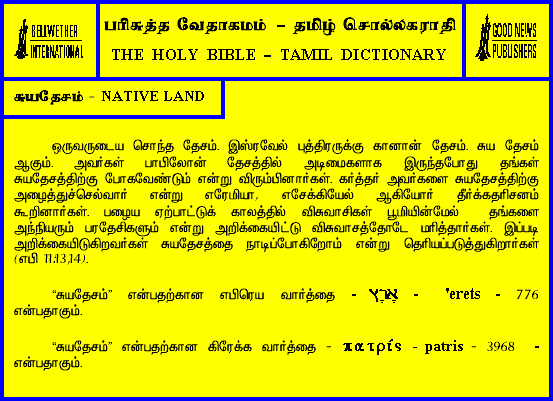 BELLWETHER
INTERNATIONAL
பரிசுத்த வேதாகமம் – தமிழ் சொல்லகராதி
THE HOLY BIBLE – TAMIL DICTIONARY
GOOD NEWS
PUBLISHERS
சுயதேசம் - NATIVE LAND
ஒருவருடைய சொந்த தேசம். இஸ்ரவேல் புத்திரருக்கு கானான் தேசம். சுய தேசம்
ஆகும். அவர்கள் பாபிலோன் தேசத்தில் அடிமைகளாக இருந்தபோது தங்கள்
சுயதேசத்திற்கு போகவேண்டும் என்று விரும்பினார்கள். கர்த்தர் அவர்களை சுயதேசத்திற்கு
அழைத்துச்செல்வார் என்று எரேமியா, எசேக்கியேல் ஆகியோர் தீர்க்கதரிசனம்
கூறினார்கள். பழைய ஏற்பாட்டுக் காலத்தில் விசுவாசிகள் பூமியின்மேல் தங்களை
அந்நியரும் பரதேசிகளும் என்று அறிக்கையிட்டு விசுவாசத்தோடே மரித்தார்கள். இப்படி
அறிக்கையிடுகிறவர்கள் சுயதேசத்தை நாடிப்போகிறோம் என்று தெரியப்படுத்துகிறார்கள்
(எபி 11:13,14).
“சுயதேசம்” என்பதற்கான எபிரெய வார்த்தை - אָרֶץ - 'erets - 776
என்பதாகும்.
“சுயதேசம்” என்பதற்கான கிரேக்க வார்த்தை - πατρίς - patris - 3968 -
என்பதாகும்.